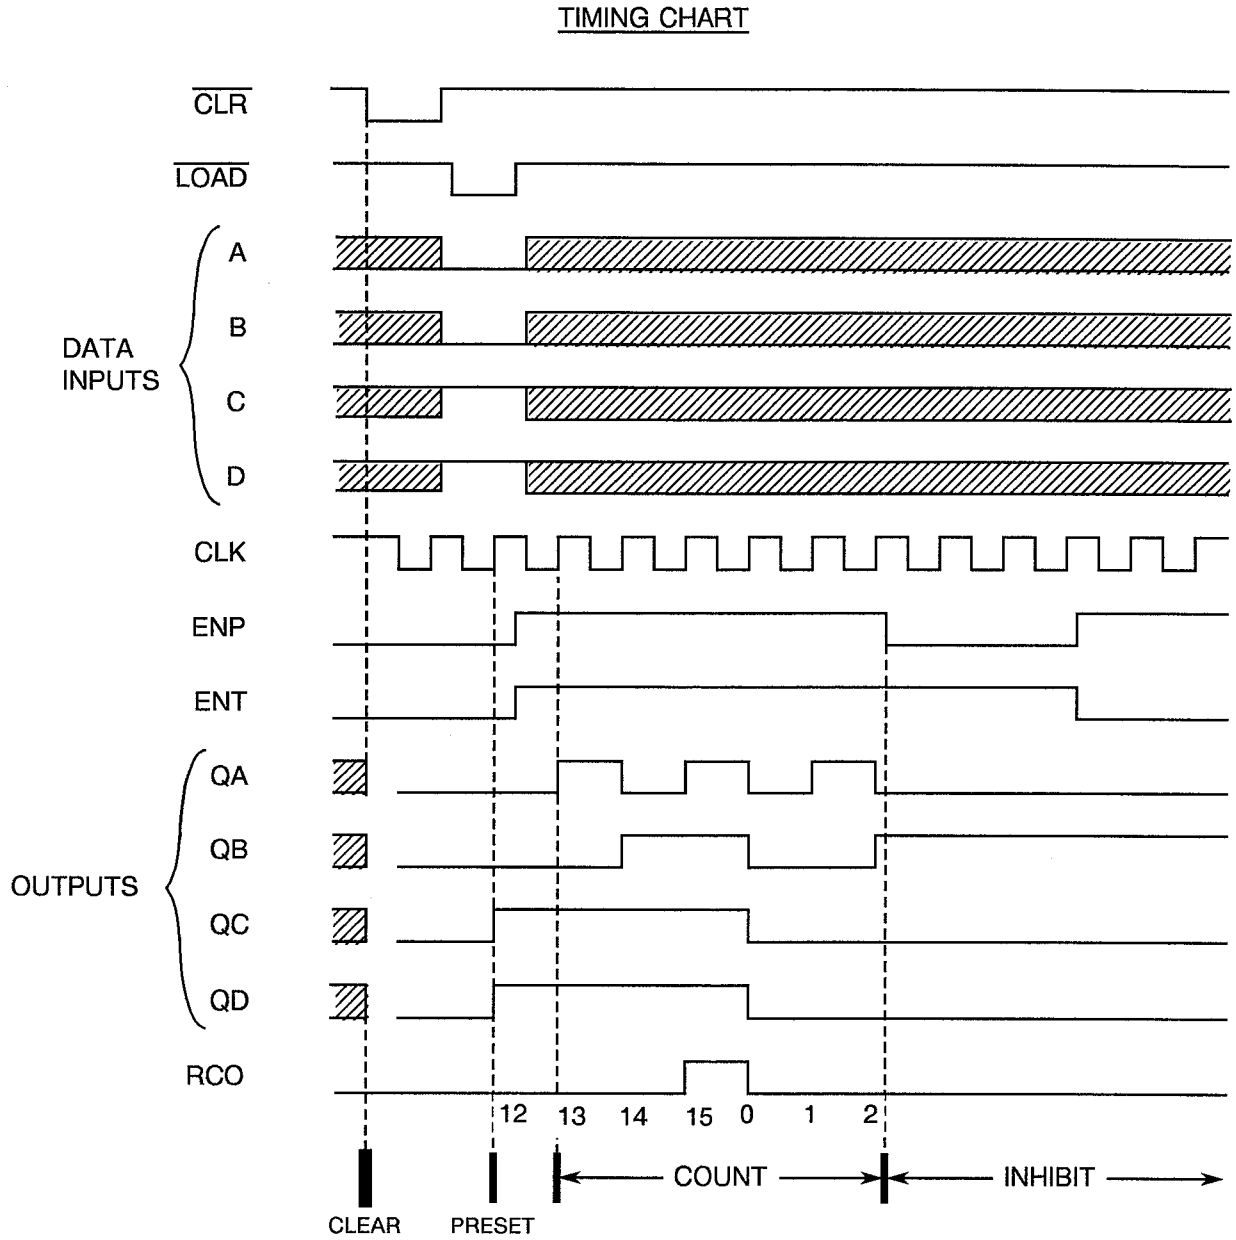 TIMING CHART
CLR
LOAD
A
B
DATA
INPUTS
C
D
CLK
ENP
ENT
QA
QB
OUTPUTS
QC
QD
RCO
12 13 14 15 0 1 2
COUNT INHIBIT
CLEAR PRESET